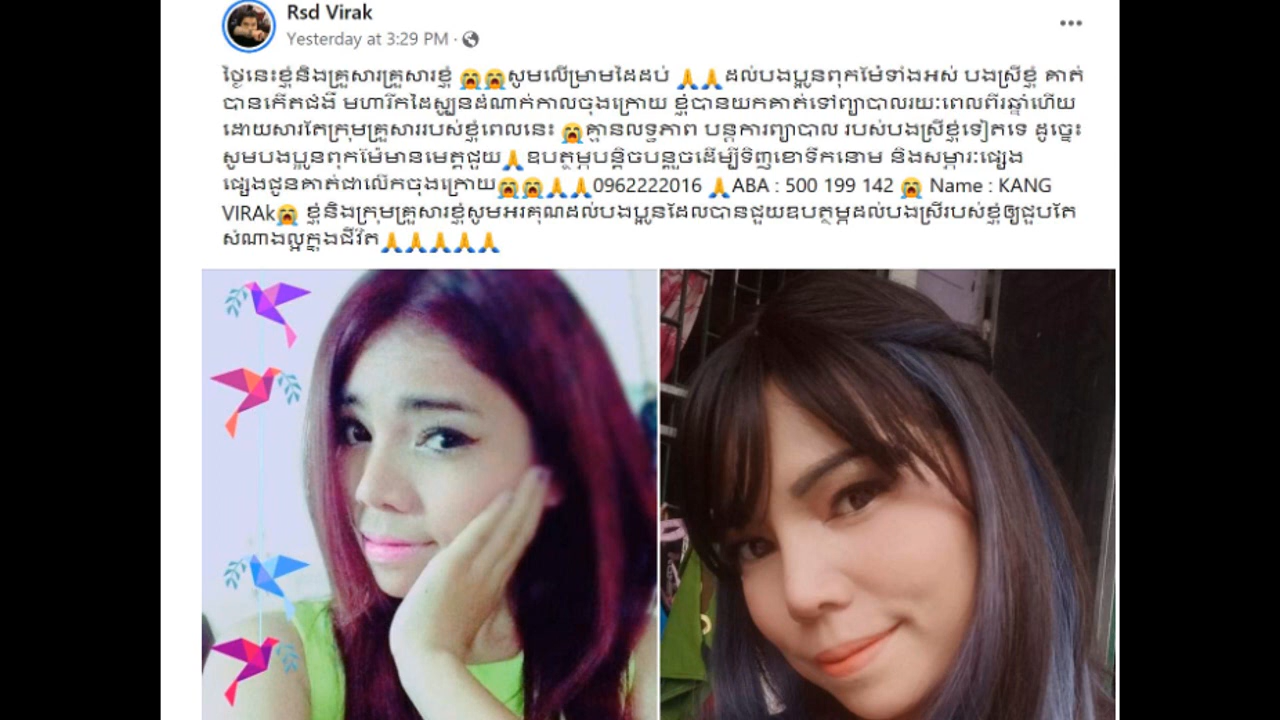 Rsd Virak
Yesterday at 3:29 PM ·
ថ្ងៃនេះខ្ញុំនិងគ្រួសារគ្រួសារខ្ញុំ 😭😭សូមលើម្រាមដៃដប់ 🙏🙏ដល់បងប្អូនពុកម៉ែទាំងអស់ បងស្រីខ្ញុំ គាត់
បានកើតជំងឺ មហារីកដៃស្បូនដំណាក់កាលចុងក្រោយ ខ្ញុំបានយកគាត់ទៅព្យាបាលរយៈពេលពីរឆ្នាំហើយ
ដោយសារតែក្រុមគ្រួសាររបស់ខ្ញុំពេលនេះ 😭គ្មានលទ្ធភាព បន្តការព្យាបាល របស់បងស្រីខ្ញុំទៀតទេ ដូច្នេះ
សូមបងប្អូនពុកម៉ែមានមេត្តាជួយ🙏ឧបត្ថម្ភបន្តិចបន្តួចដើម្បីទិញខោទឹកនោម និងសម្ភារៈផ្សេង
ផ្សេងជូនគាត់ជាលើកចុងក្រោយ😭😭🙏🙏0962222016 🙏ABA : 500 199 142 😭 Name : KANG
VIRAk😭 ខ្ញុំនិងក្រុមគ្រួសារខ្ញុំសូមអរគុណដល់បងប្អូនដែលបានជួយឧបត្ថម្ភដល់បងស្រីរបស់ខ្ញុំឲ្យជួបតែ
សំណាងល្អក្នុងជីវិត🙏🙏🙏🙏🙏